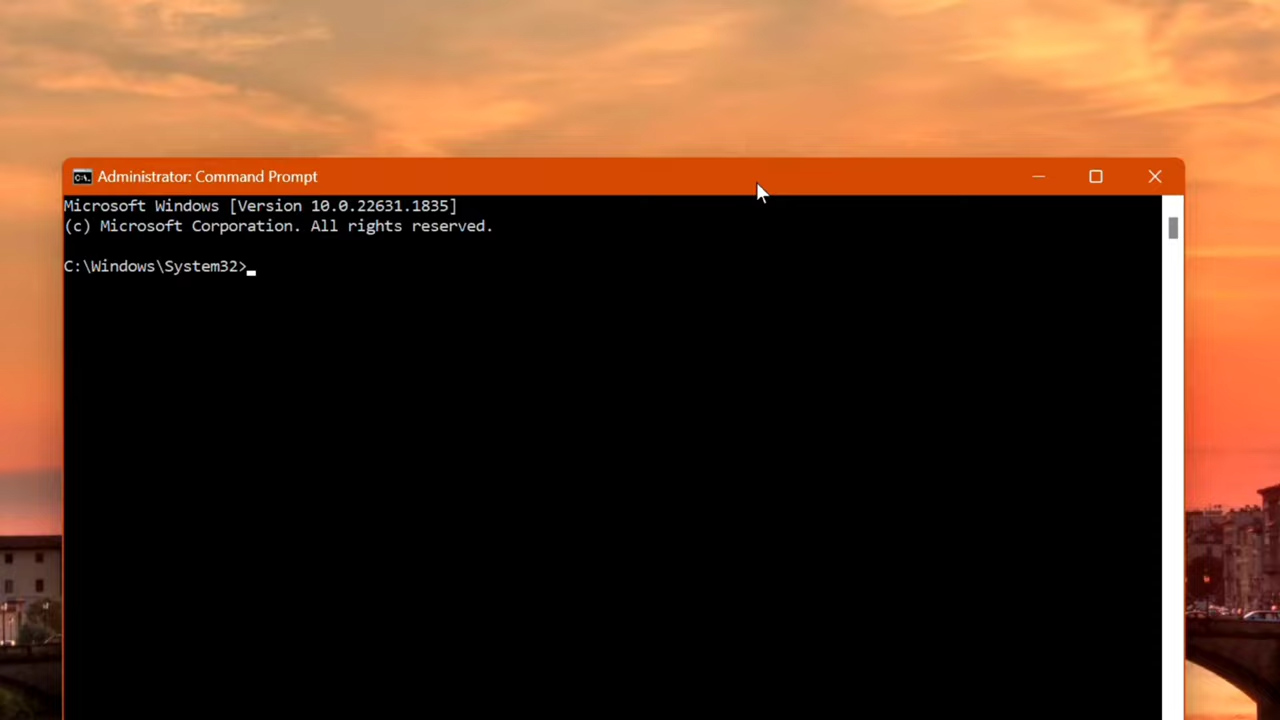 Administrator: Command Prompt
Microsoft Windows [Version 10.0.22631.1835]
(c) Microsoft Corporation. All rights reserved.
C:\Windows\System32>